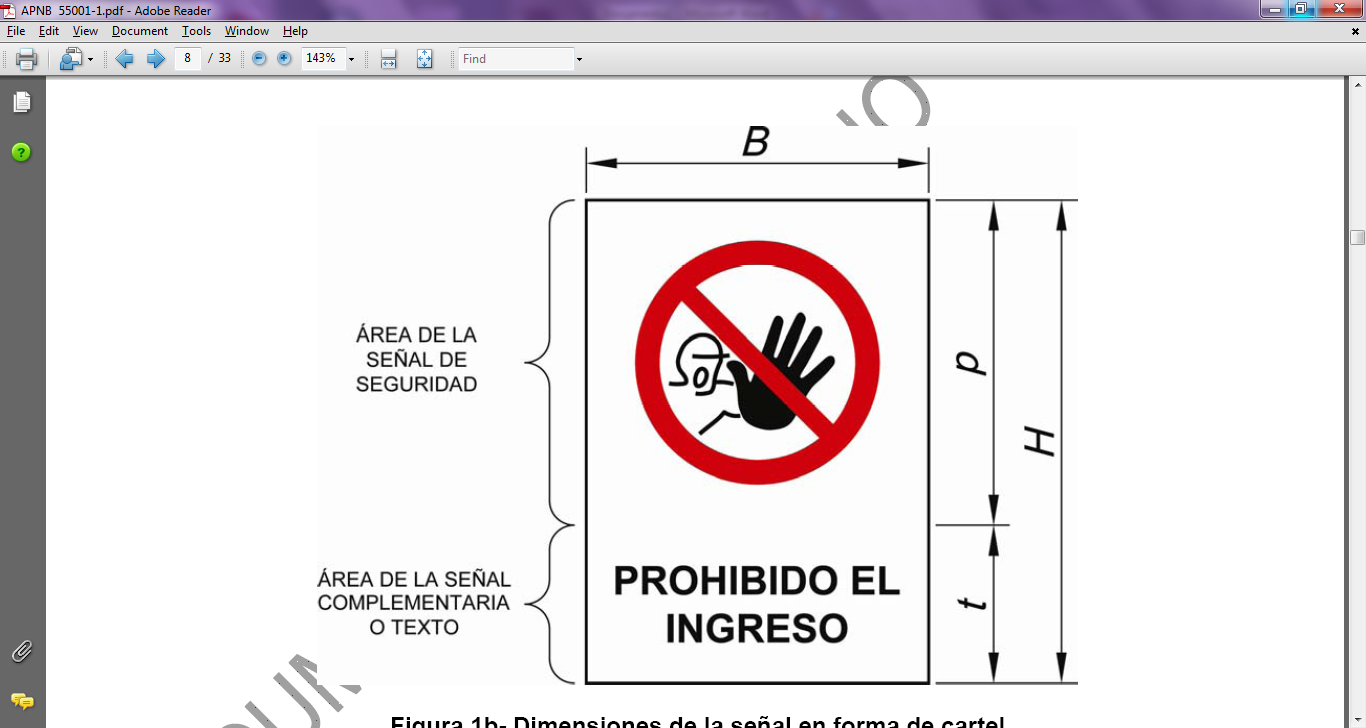 APNB 55001-1.pdf - Adobe Reader
File Edit View Document Tools Window Help
8 / 33 143% Find
B
ÁREA DE LA
SEÑAL DE
SEGURIDAD
p
H
PROHIBIDO EL
INGRESO
ÁREA DE LA SEÑAL
COMPLEMENTARIA
O TEXTO
t
Figura 1b- Dimensiones de la señal en forma de cartel